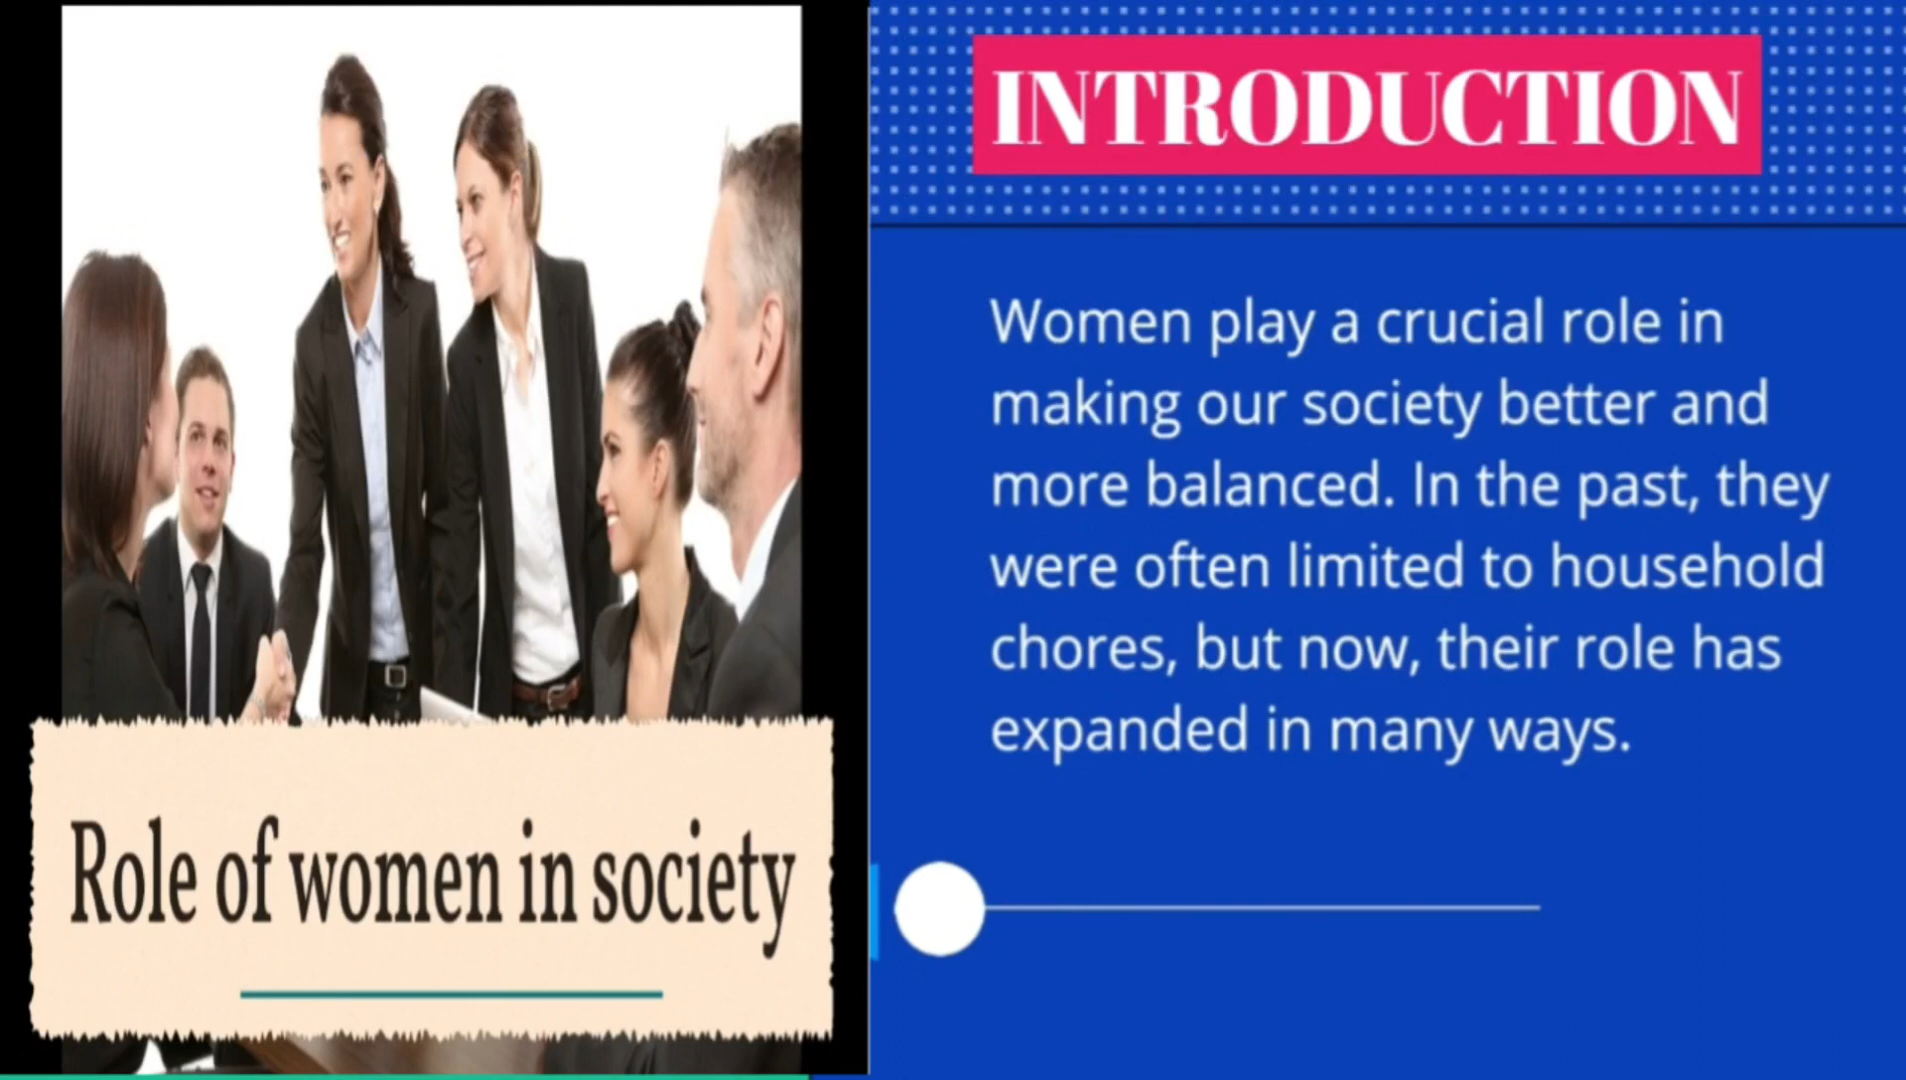 Role of women in society
INTRODUCTION
Women play a crucial role in
making our society better and
more balanced. In the past, they
were often limited to household
chores, but now, their role has
expanded in many ways.